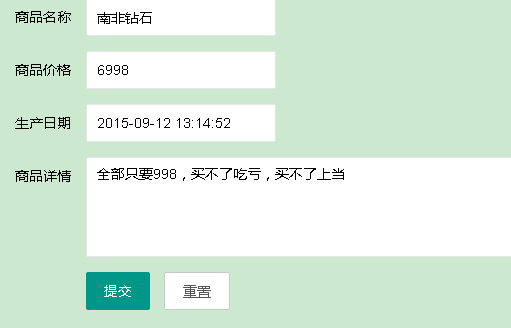 商品名称 南非钻石
商品价格 6998
生产日期 2015-09-12 13:14:52
商品详情 全部只要998，买不了吃亏，买不了上当
提交 重置